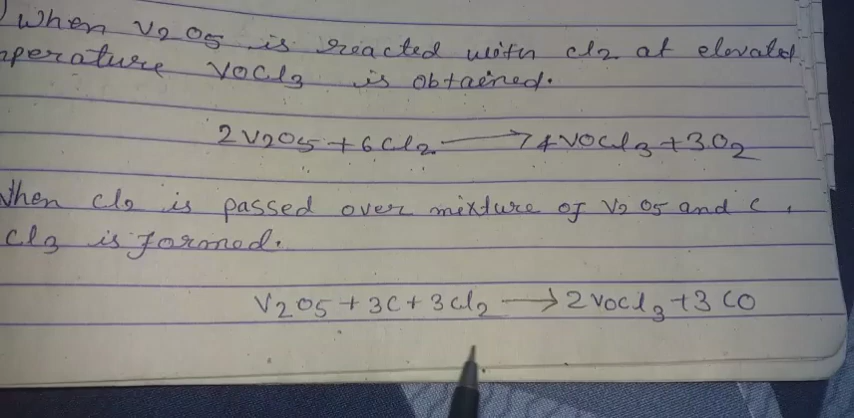 When V2O5 is reacted with Cl2 at elevated
perature VOCl3 is obtained.
2V2O5 + 6Cl2 → 4VOCl3 + 3O2
When Cl2 is passed over mixture of V2O5 and C,
Cl3 is formed.
V2O5 + 3C + 3Cl2 → 2VOCl3 + 3CO